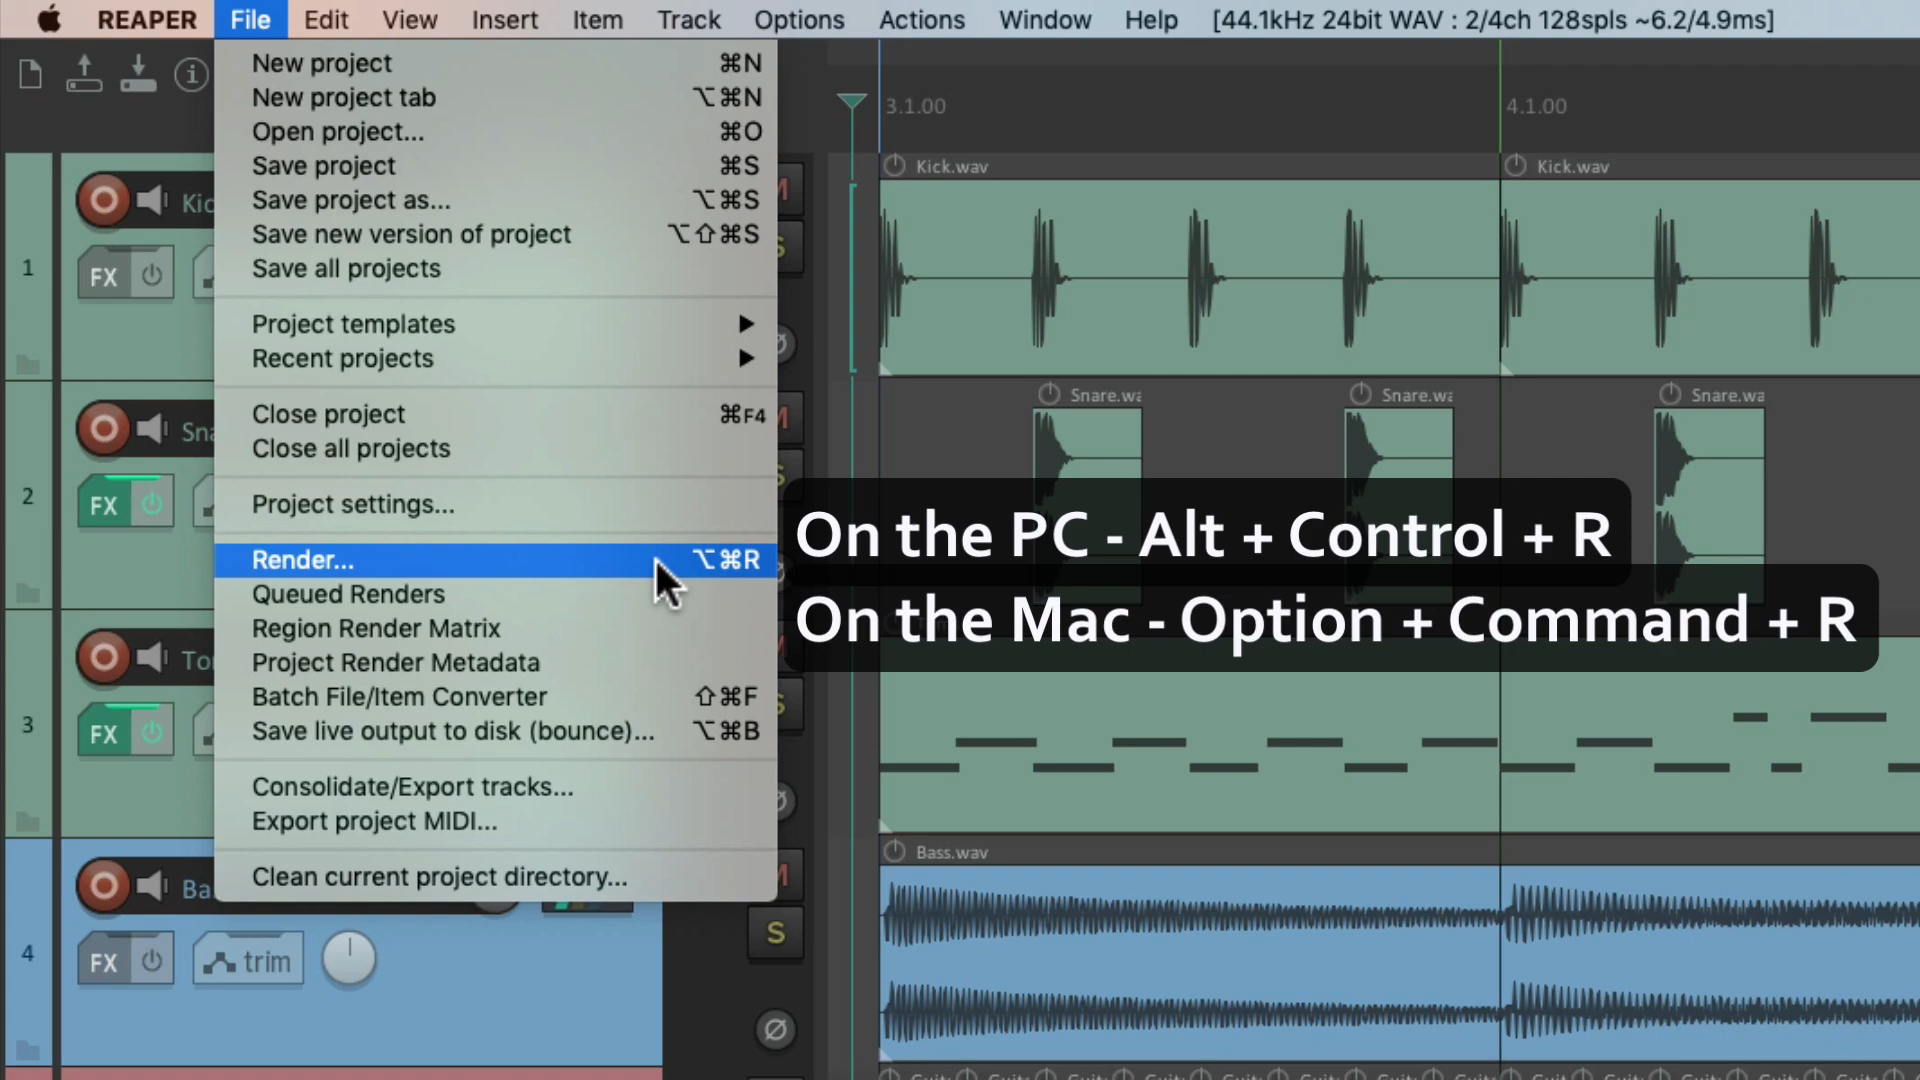 REAPER File Edit View Insert Item Track Options Actions Window Help [44.1kHz 24bit WAV : 2/4ch 128spls ~6.2/4.9ms]
New project ⌘N
New project tab ⌥⌘N
Open project... ⌘O
Save project ⌘S
Save project as... ⌥⌘S
Save new version of project ⌥⇧⌘S
Save all projects
Project templates ▶
Recent projects ▶
Close project ⌘F4
Close all projects
Project settings...
Render... ⌥⌘R
Queued Renders
Region Render Matrix
Project Render Metadata
Batch File/Item Converter ⇧⌘F
Save live output to disk (bounce)... ⌥⌘B
Consolidate/Export tracks...
Export project MIDI...
Clean current project directory...
3.1.00 4.1.00
Kick.wav Kick.wav
1 Kic
FX
Snare.wa Snare.wa Snare.wa
2 Sna
FX
On the PC - Alt + Control + R
On the Mac - Option + Command + R
3 To
FX
Bass.wav
4 Ba
FX trim
S